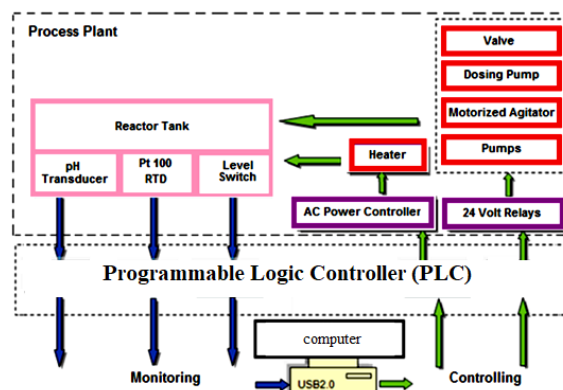 Process Plant
Valve
Dosing Pump
Motorized Agitator
Pumps
Reactor Tank
pH
Transducer
Pt 100
RTD
Level
Switch
Heater
AC Power Controller
24 Volt Relays
Programmable Logic Controller (PLC)
computer
Monitoring
USB2.0
Controlling